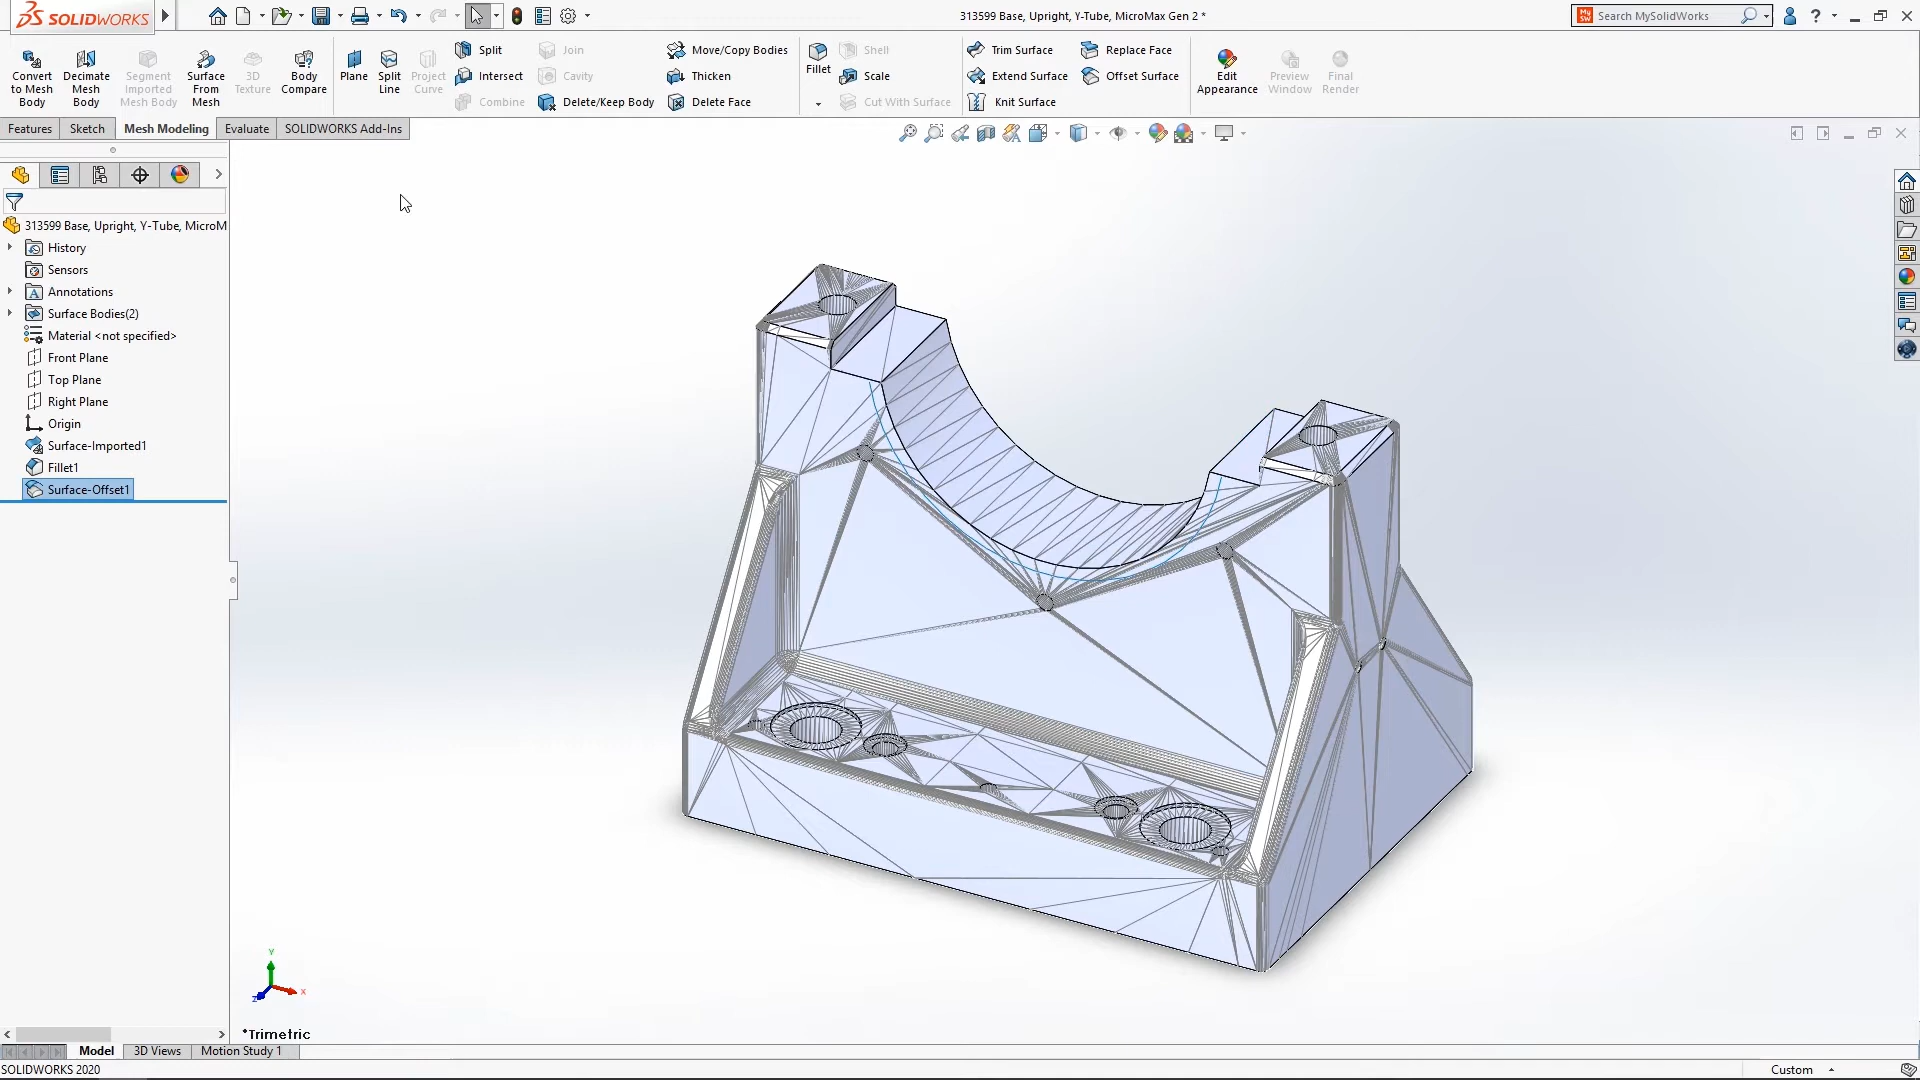 SOLIDWORKS
313599 Base, Upright, Y-Tube, MicroMax Gen 2 *
Search MySolidWorks
Convert to Mesh Body
Decimate Mesh Body
Segment Imported Mesh Body
Surface From Mesh
3D Texture
Body Compare
Plane
Split Line
Project Curve
Split
Intersect
Combine
Join
Cavity
Delete/Keep Body
Move/Copy Bodies
Thicken
Delete Face
Fillet
Shell
Scale
Cut With Surface
Trim Surface
Extend Surface
Knit Surface
Replace Face
Offset Surface
Edit Appearance
Preview Window
Final Render
Features
Sketch
Mesh Modeling
Evaluate
SOLIDWORKS Add-Ins
313599 Base, Upright, Y-Tube, MicroM
History
Sensors
Annotations
Surface Bodies(2)
Material <not specified>
Front Plane
Top Plane
Right Plane
Origin
Surface-Imported1
Fillet1
Surface-Offset1
Y
X
Z
*Trimetric
Model
3D Views
Motion Study 1
SOLIDWORKS 2020
Custom